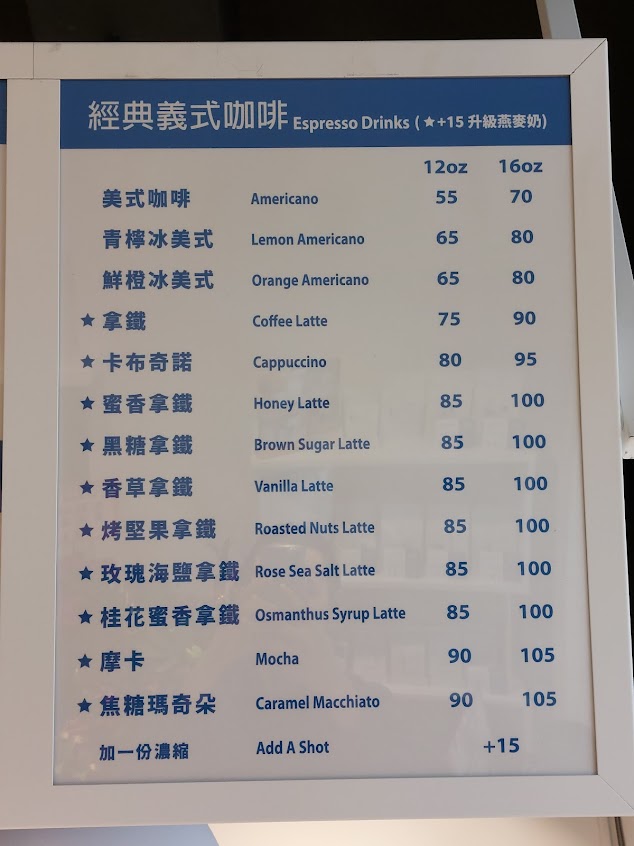 經典義式咖啡 Espresso Drinks (★+15 升級燕麥奶)
12oz 16oz
美式咖啡 Americano 55 70
青檸冰美式 Lemon Americano 65 80
鮮橙冰美式 Orange Americano 65 80
★ 拿鐵 Coffee Latte 75 90
★ 卡布奇諾 Cappuccino 80 95
★ 蜜香拿鐵 Honey Latte 85 100
★ 黑糖拿鐵 Brown Sugar Latte 85 100
★ 香草拿鐵 Vanilla Latte 85 100
★ 烤堅果拿鐵 Roasted Nuts Latte 85 100
★ 玫瑰海鹽拿鐵 Rose Sea Salt Latte 85 100
★ 桂花蜜香拿鐵 Osmanthus Syrup Latte 85 100
★ 摩卡 Mocha 90 105
★ 焦糖瑪奇朵 Caramel Macchiato 90 105
加一份濃縮 Add A Shot +15